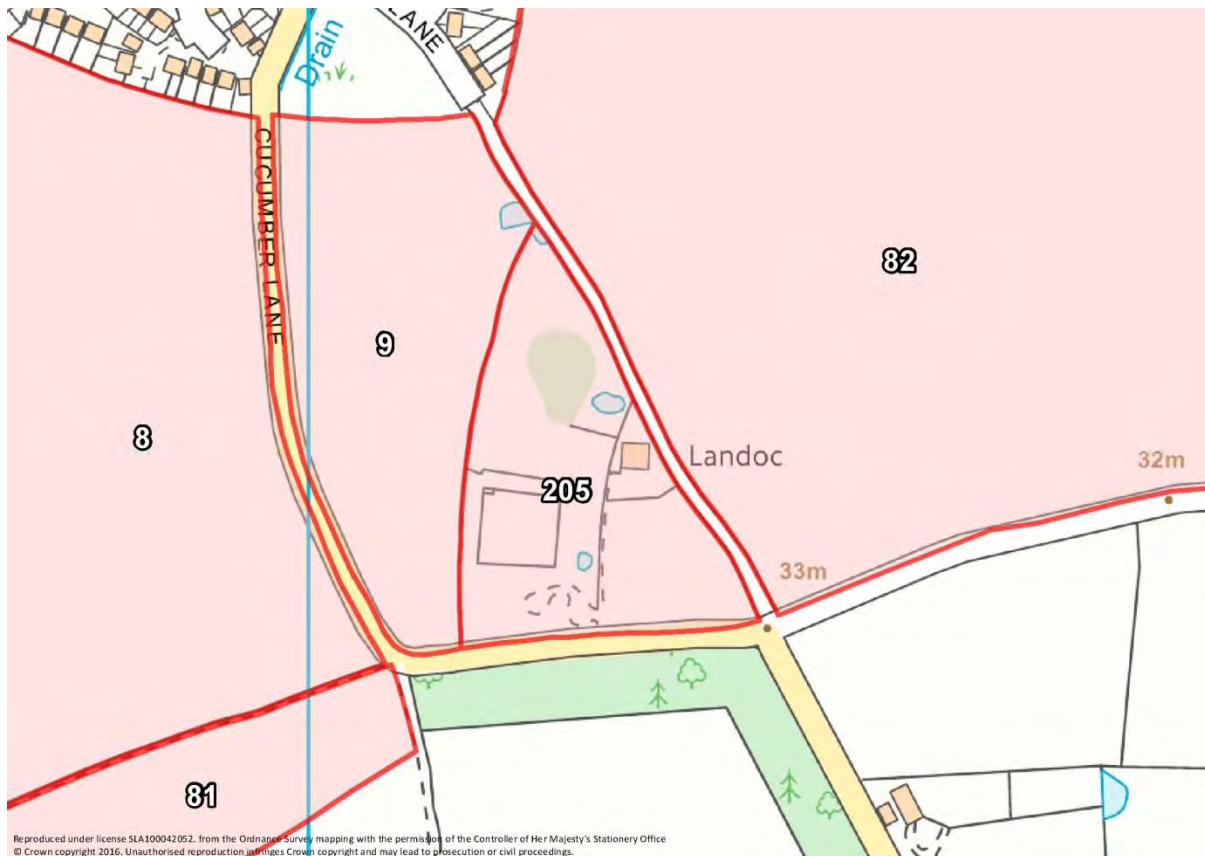 LANE
Drain
CUCUMBER LANE
82
9
8
Landoc
32m
205
33m
81
Reproduced under license SLA100042052. from the Ordnance Survey mapping with the permission of the Controller of Her Majesty's Stationery Office
© Crown copyright 2016. Unauthorised reproduction infringes Crown copyright and may lead to prosecution or civil proceedings.